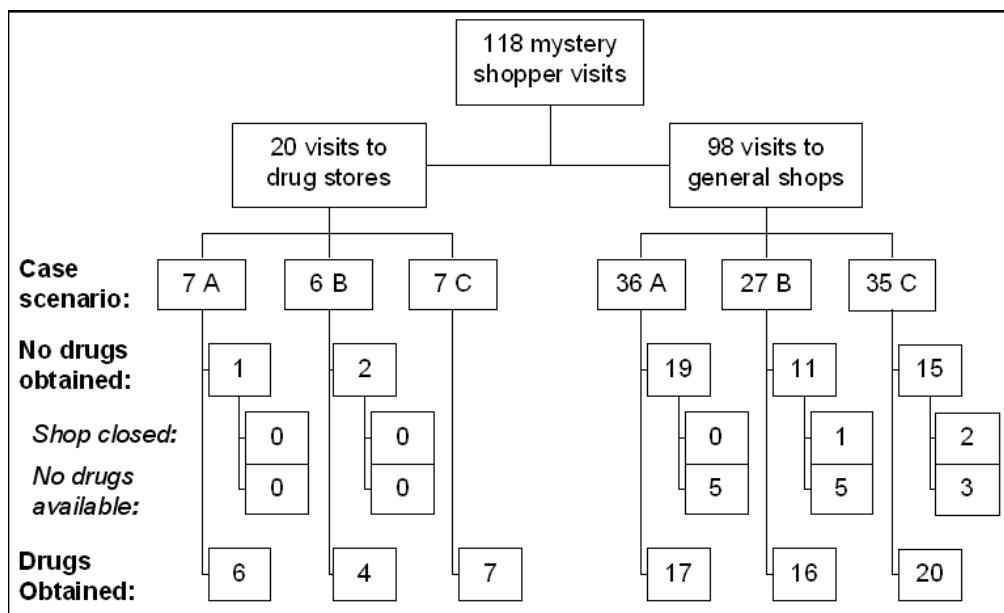 118 mystery
shopper visits
20 visits to
drug stores
98 visits to
general shops
Case
scenario:
7 A
6 B
7 C
36 A
27 B
35 C
No drugs
obtained:
1
2
19
11
15
Shop closed:
0
0
0
1
2
No drugs
available:
0
0
5
5
3
Drugs
Obtained:
6
4
7
17
16
20